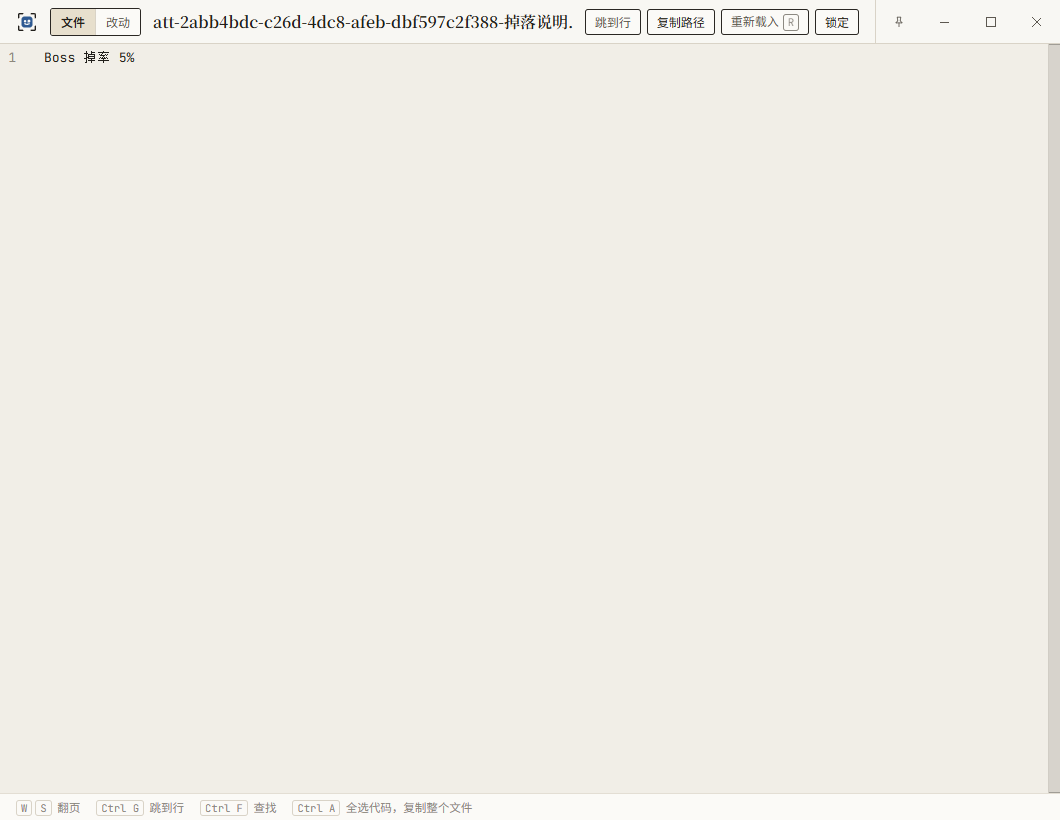 文件 改动 att-2abb4bdc-c26d-4dc8-afeb-dbf597c2f388-掉落说明. 跳到行 复制路径 重新载入 R 锁定
1 Boss 掉率 5%
W S 翻页 Ctrl G 跳到行 Ctrl F 查找 Ctrl A 全选代码，复制整个文件